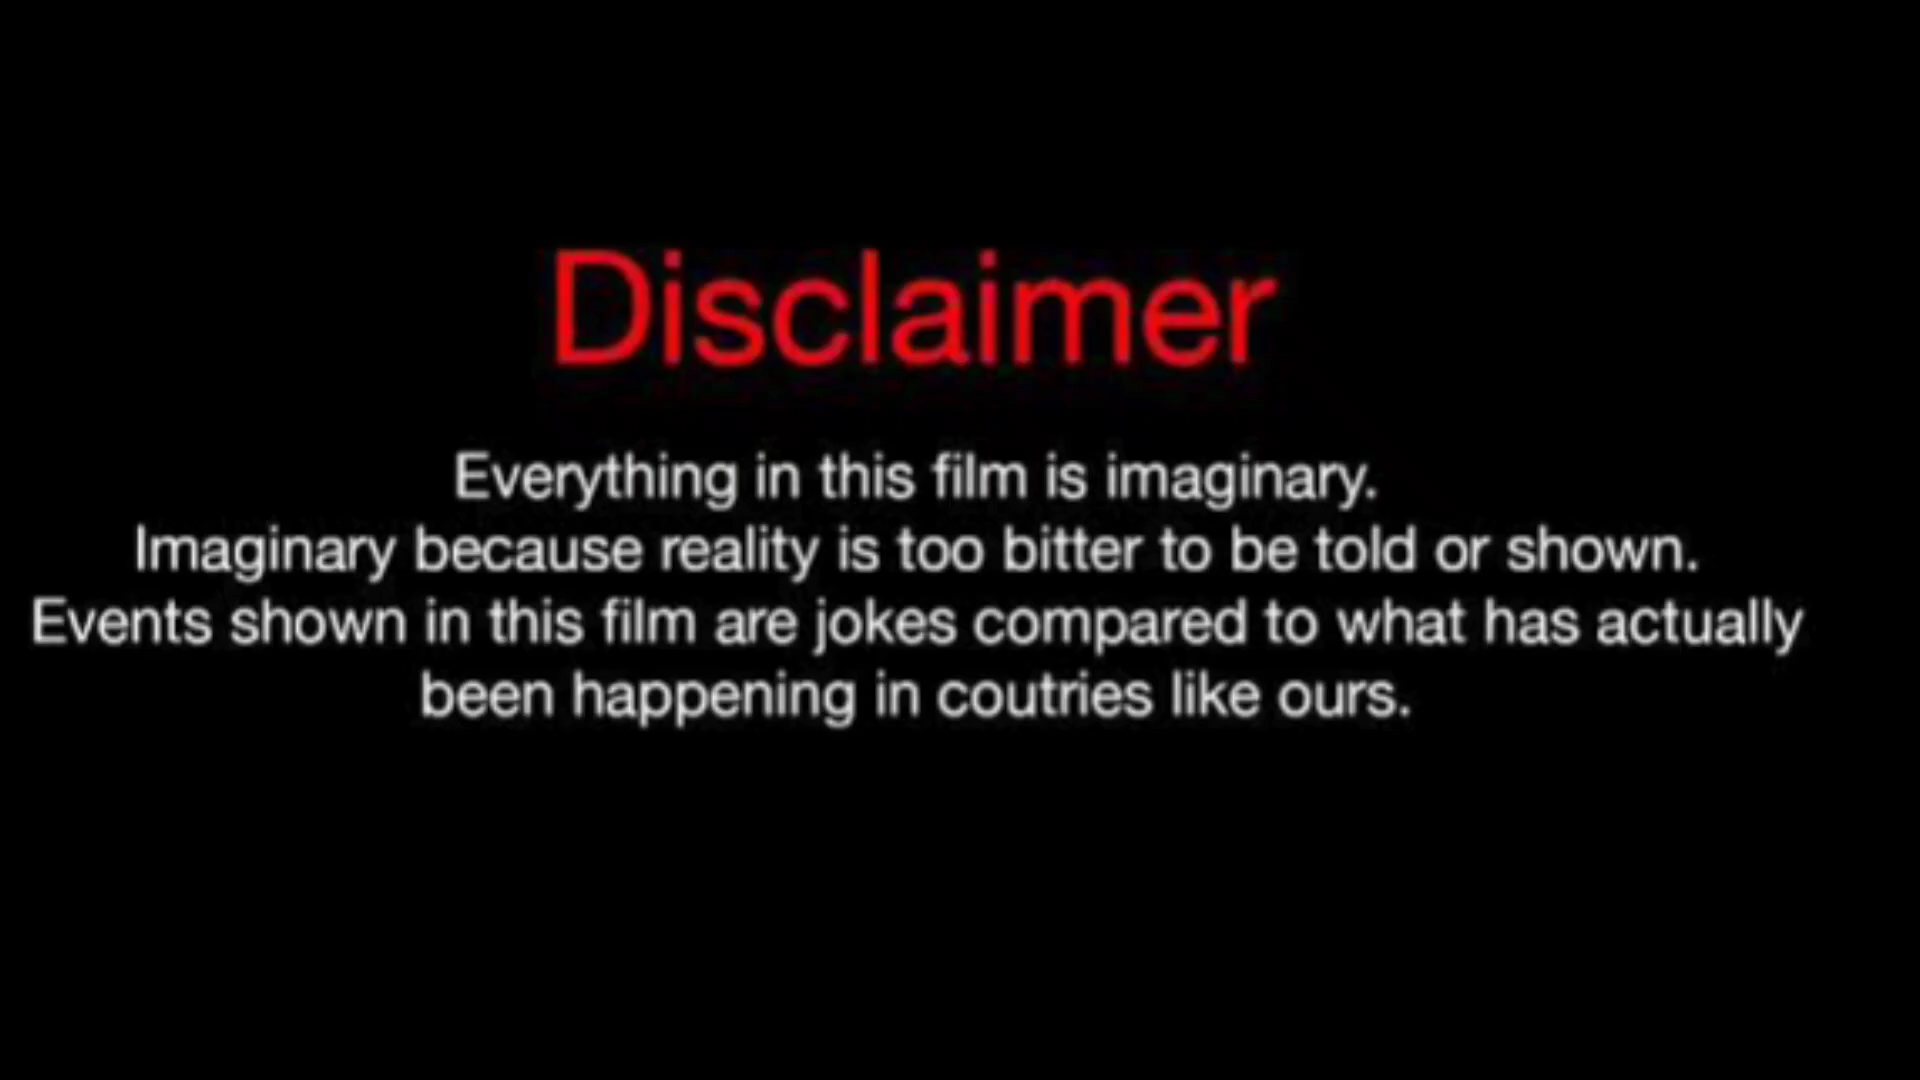 Disclaimer
Everything in this film is imaginary.
Imaginary because reality is too bitter to be told or shown.
Events shown in this film are jokes compared to what has actually
been happening in coutries like ours.